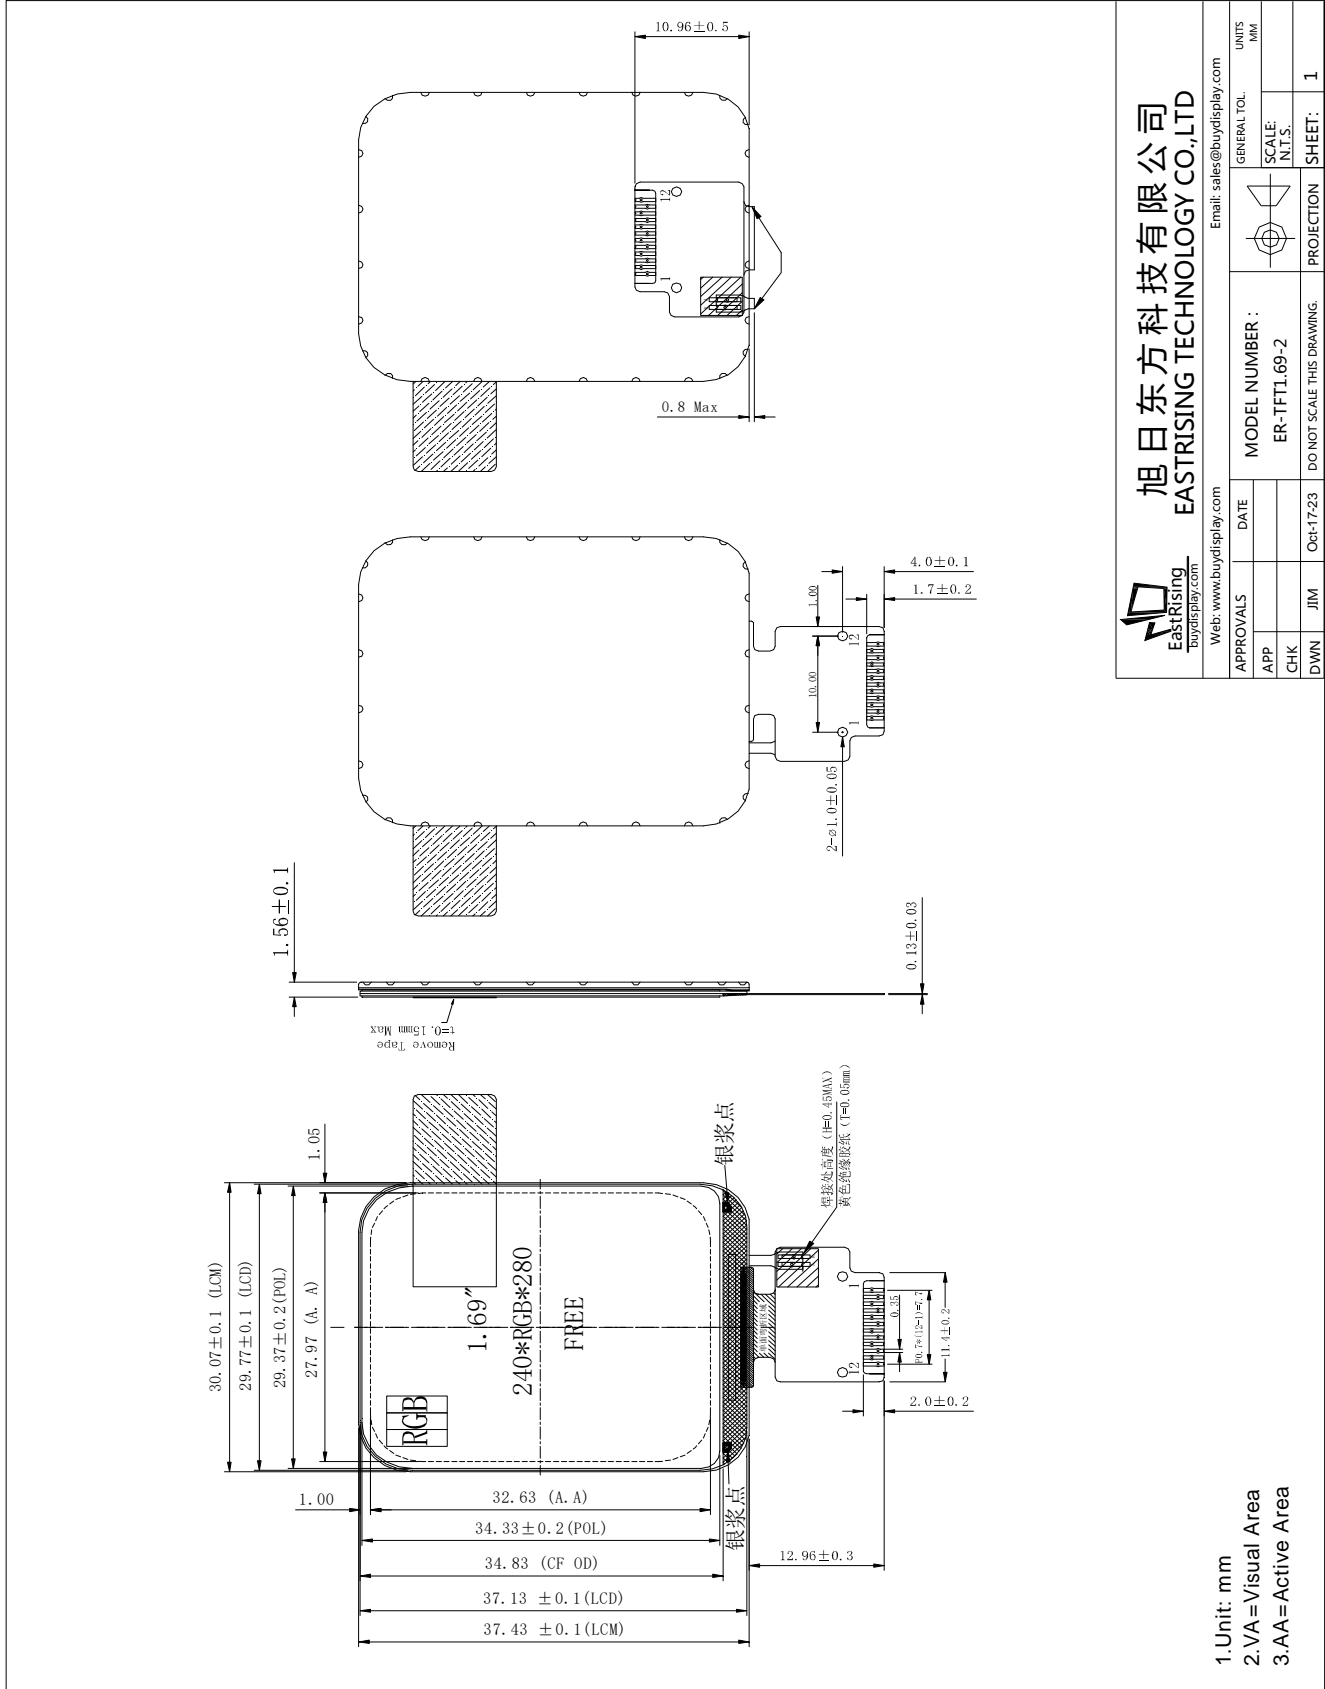 10.96±0.5
12
1
0.8 Max
4.0±0.1
1.7±0.2
1.00
10.00
12
1
2-⌀1.0±0.05
1.56±0.1
0.13±0.03
Remove Tape
t=0.15mm Max
30.07±0.1 (LCM)
29.77±0.1 (LCD)
29.37±0.2(POL)
27.97 (A. A)
1.05
1.00
RGB
1.69"
240*RGB*280
FREE
银浆点
银浆点
焊接处高度 (H=0.45MAX)
黄色绝缘胶纸 (T=0.05mm)
1
12
0.35
P0.7*(12-1)=7.7
11.4±0.2
2.0±0.2
32.63 (A.A)
34.33±0.2(POL)
34.83 (CF OD)
37.13 ±0.1(LCD)
37.43 ±0.1(LCM)
12.96±0.3
1.Unit: mm
2.VA=Visual Area
3.AA=Active Area
EastRising
buydisplay.com
旭日东方科技有限公司
EASTRISING TECHNOLOGY CO.,LTD
Web: www.buydisplay.com
Email: sales@buydisplay.com
APPROVALS
DATE
APP
CHK
DWN
JIM
Oct-17-23
MODEL NUMBER :
ER-TFT1.69-2
DO NOT SCALE THIS DRAWING.
PROJECTION
GENERAL TOL.
UNITS
MM
SCALE:
N.T.S.
SHEET:
1